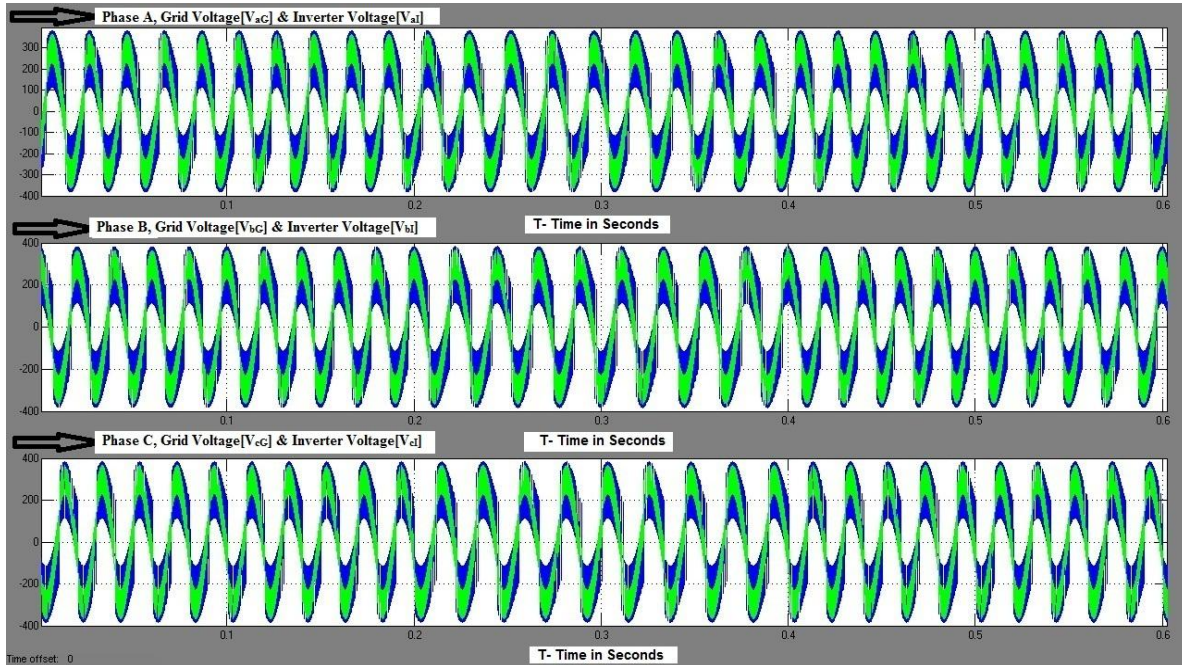 Phase A, Grid Voltage[VaG] & Inverter Voltage[VaI]
300
200
100
0
-100
-200
-300
-400
0.1 0.2 0.3 0.4 0.5 0.6
T- Time in Seconds
Phase B, Grid Voltage[VbG] & Inverter Voltage[VbI]
400
200
0
-200
-400
0.1 0.2 0.3 0.4 0.5 0.6
T- Time in Seconds
Phase C, Grid Voltage[VcG] & Inverter Voltage[VcI]
400
200
0
-200
-400
0.1 0.2 0.3 0.4 0.5 0.6
T- Time in Seconds
Time offset: 0